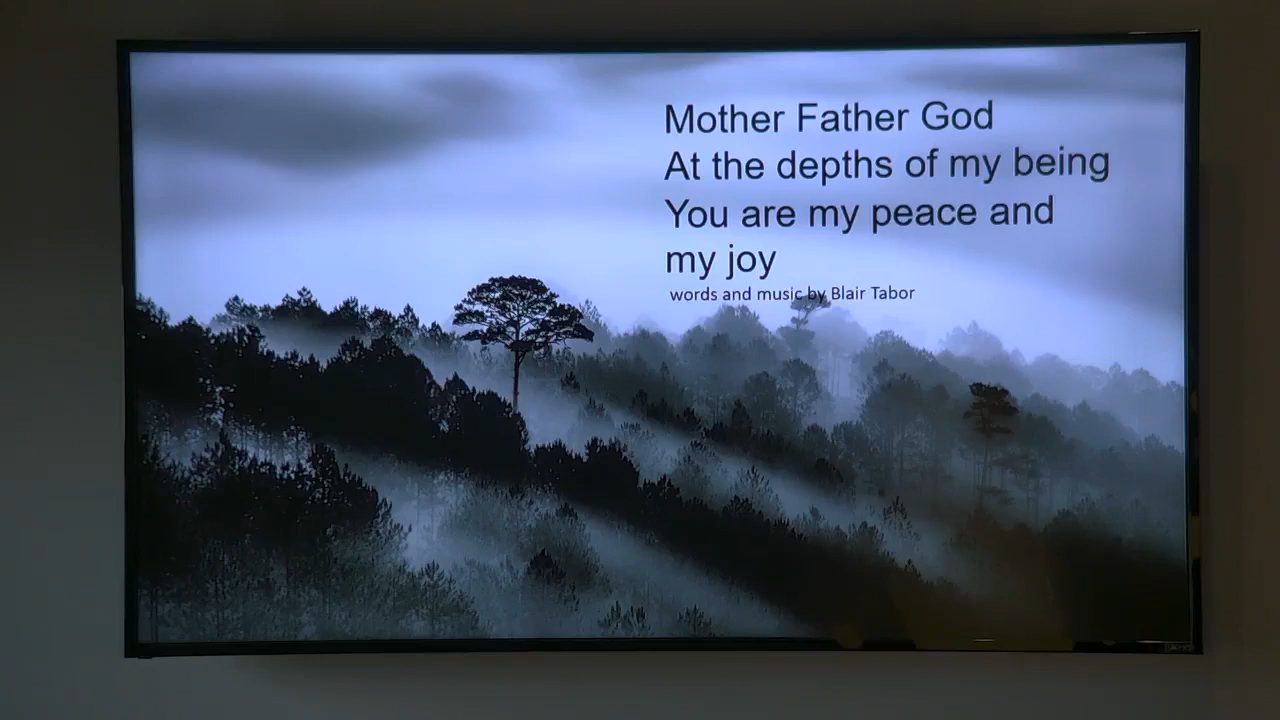 Mother Father God
At the depths of my being
You are my peace and
my joy
words and music by Blair Tabor